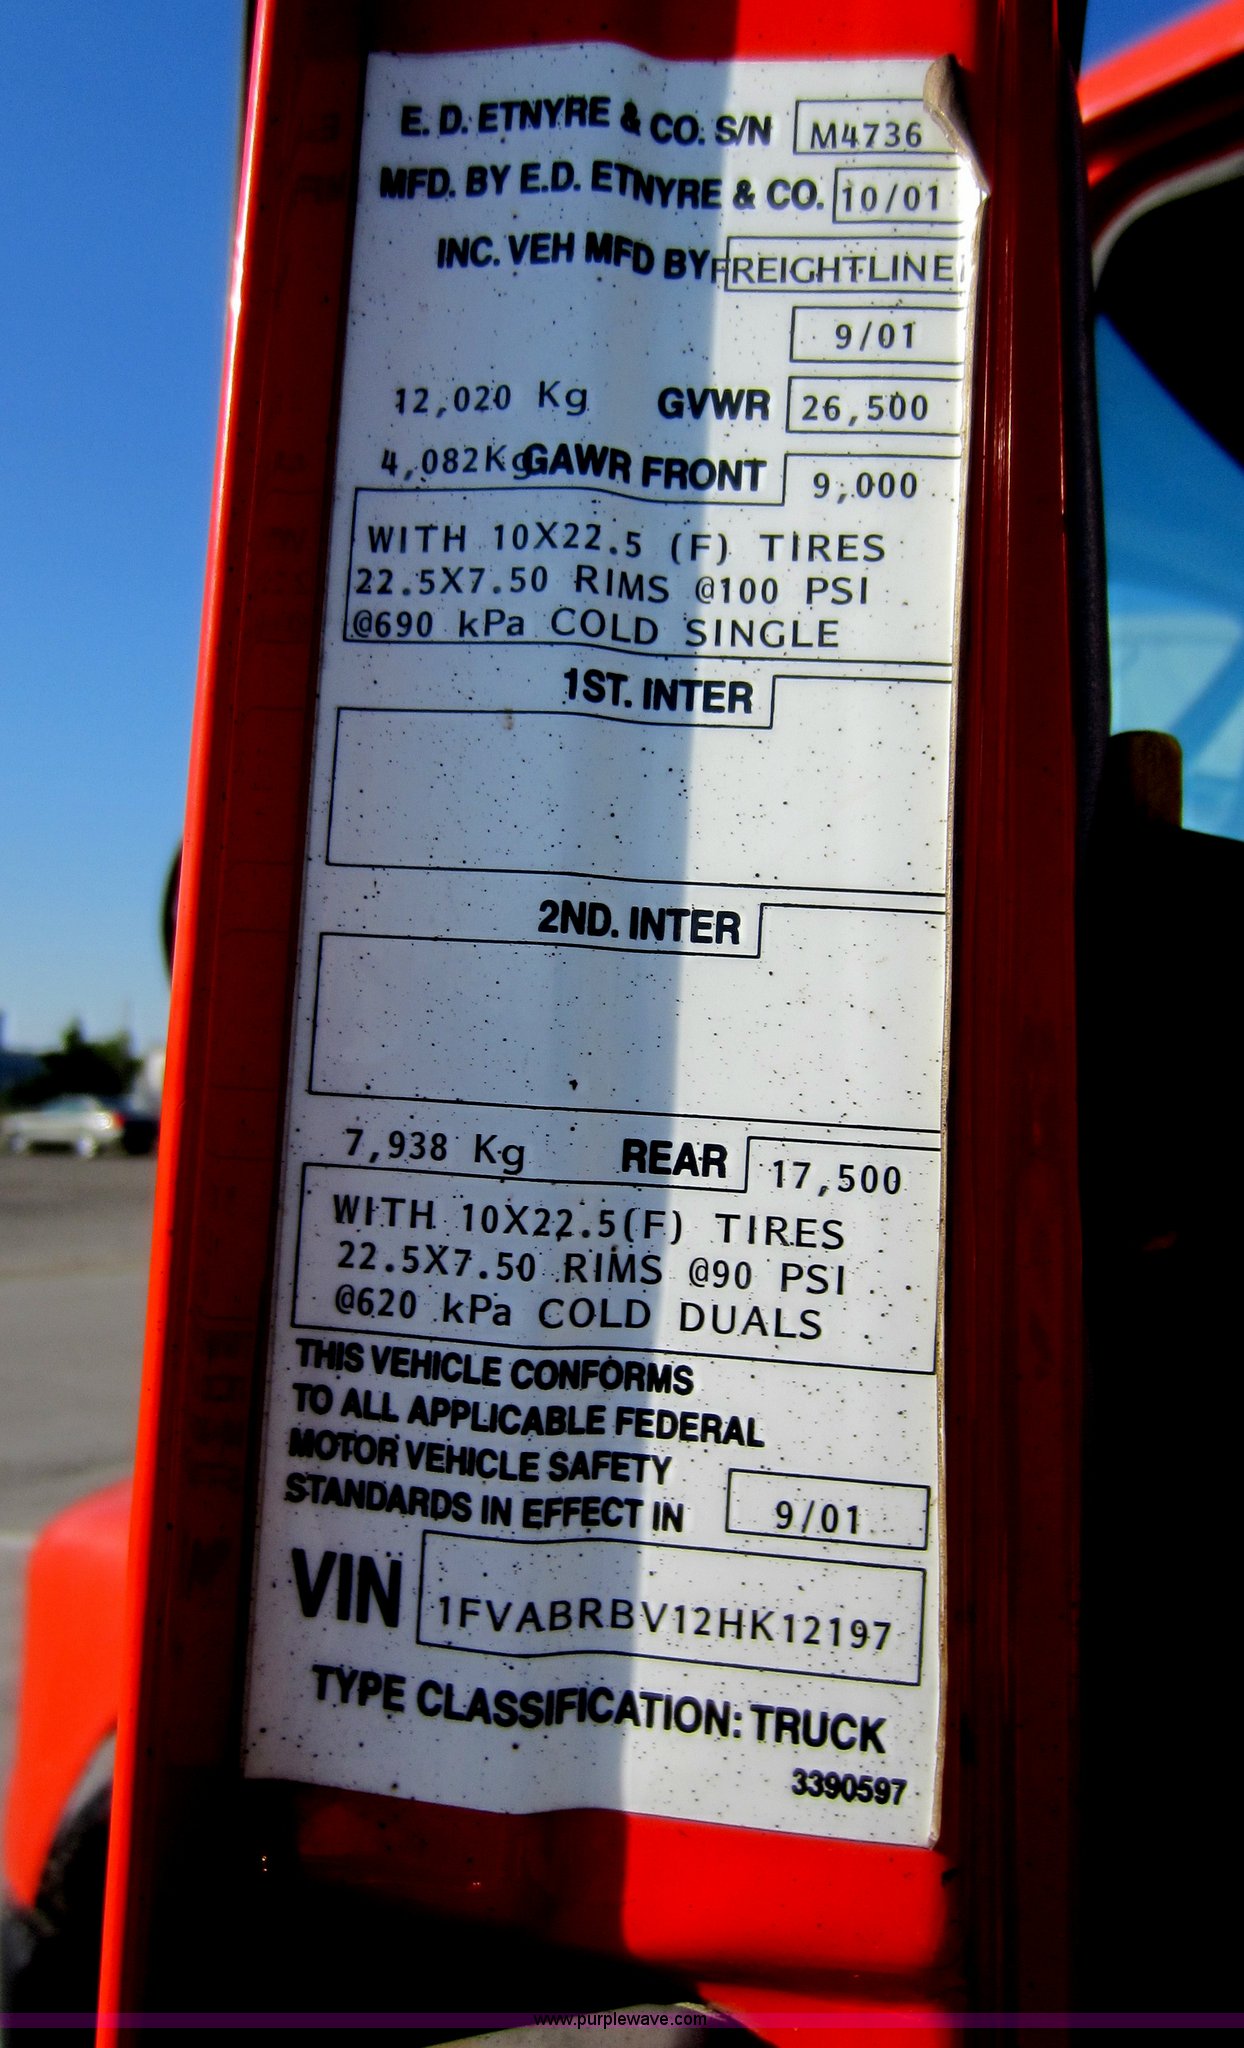 E. D. ETNYRE & CO. S/N M4736
MFD. BY E.D. ETNYRE & CO. 10/01
INC. VEH MFD BY FREIGHTLINE
9/01
12,020 Kg GVWR 26,500
4,082Kg GAWR FRONT 9,000
WITH 10X22.5 (F) TIRES
22.5X7.50 RIMS @100 PSI
@690 kPa COLD SINGLE
1ST. INTER
2ND. INTER
7,938 Kg REAR 17,500
WITH 10X22.5(F) TIRES
22.5X7.50 RIMS @90 PSI
@620 kPa COLD DUALS
THIS VEHICLE CONFORMS
TO ALL APPLICABLE FEDERAL
MOTOR VEHICLE SAFETY
STANDARDS IN EFFECT IN 9/01
VIN 1FVABRBV12HK12197
TYPE CLASSIFICATION: TRUCK
3390597
www.purplewave.com